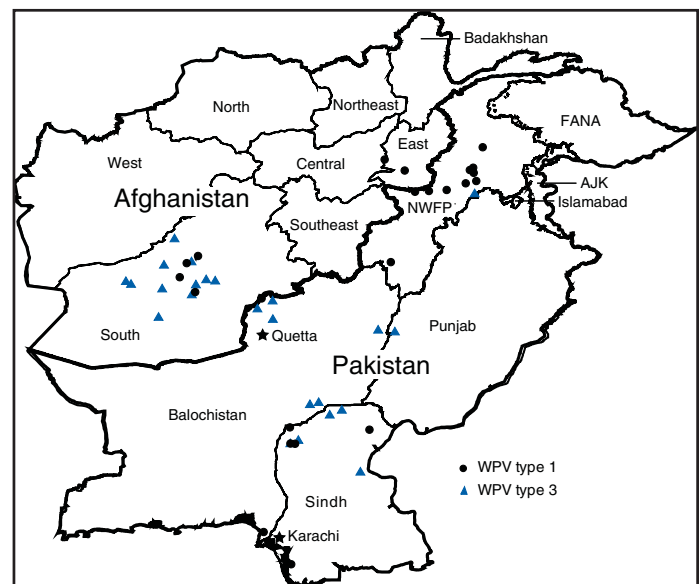 Badakhshan
North
Northeast
FANA
East
West
Central
Afghanistan
AJK
NWFP
Islamabad
Southeast
South
Quetta
Punjab
Pakistan
Balochistan
WPV type 1
WPV type 3
Sindh
Karachi